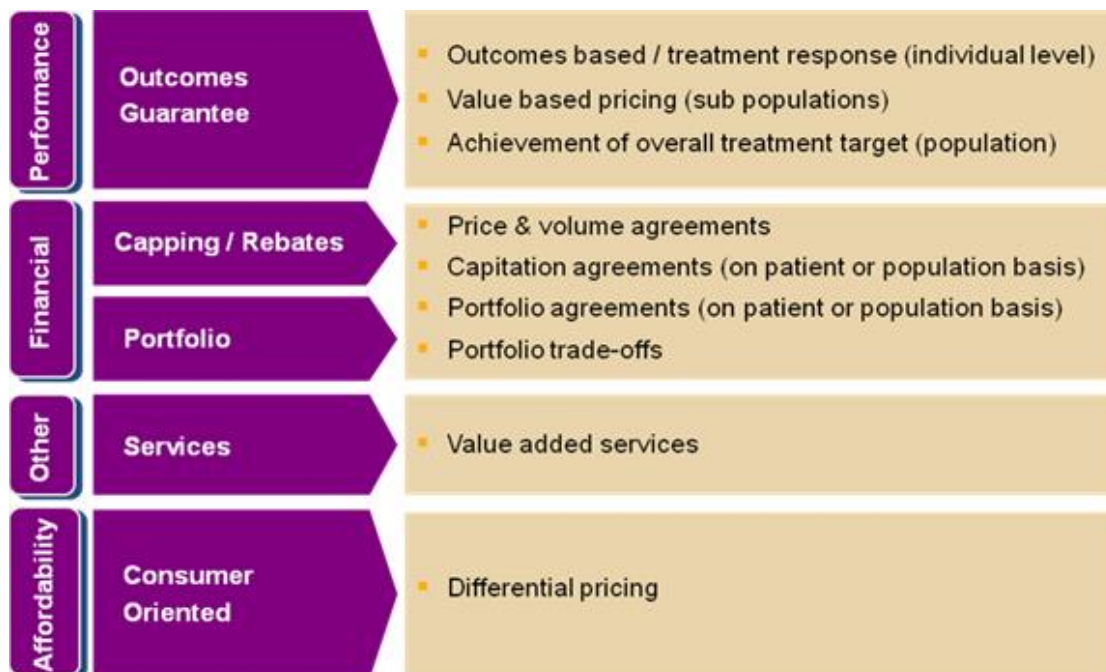 Performance
Outcomes
Guarantee
Outcomes based / treatment response (individual level)
Value based pricing (sub populations)
Achievement of overall treatment target (population)
Financial
Capping / Rebates
Portfolio
Price & volume agreements
Capitation agreements (on patient or population basis)
Portfolio agreements (on patient or population basis)
Portfolio trade-offs
Other
Services
Value added services
Affordability
Consumer
Oriented
Differential pricing